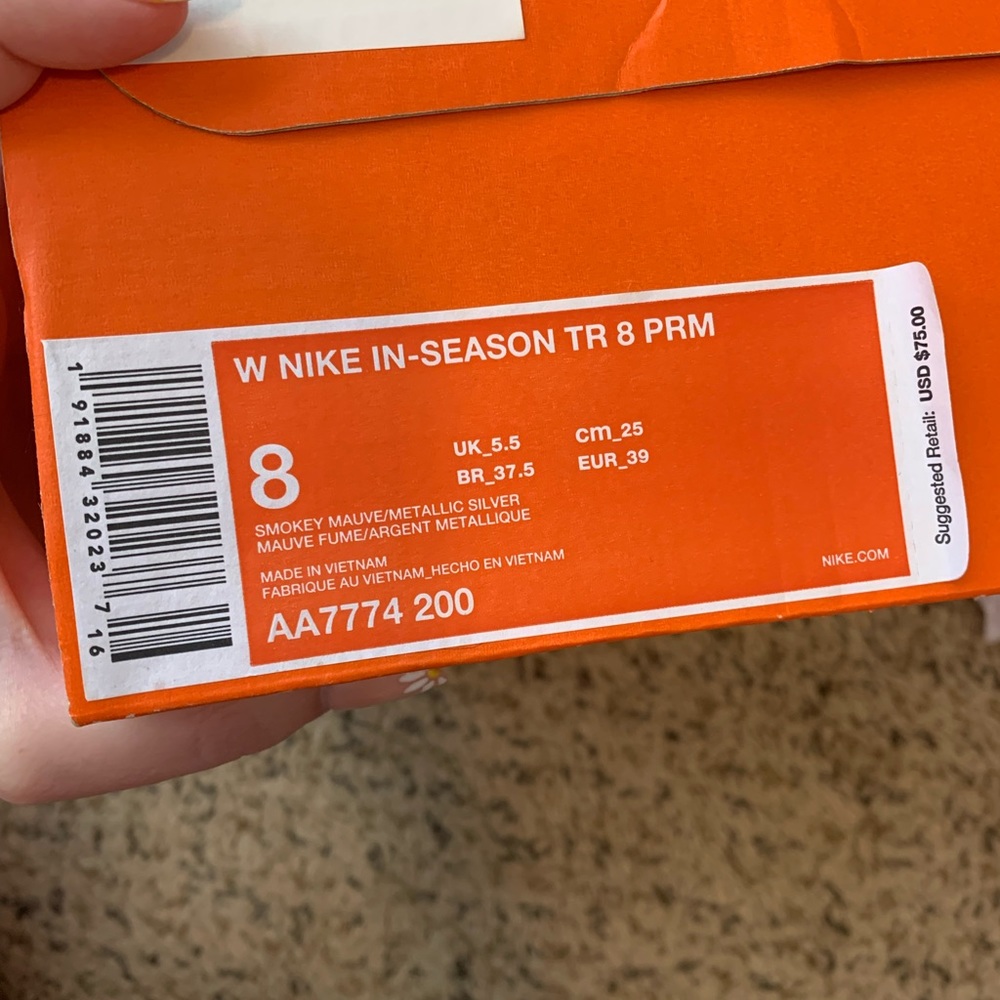 W NIKE IN-SEASON TR 8 PRM
8
UK_5.5 cm_25
BR_37.5 EUR_39
SMOKEY MAUVE/METALLIC SILVER
MAUVE FUME/ARGENT METALLIQUE
MADE IN VIETNAM
FABRIQUE AU VIETNAM_HECHO EN VIETNAM
AA7774 200
NIKE.COM
1 91884 32023 7 16
Suggested Retail: USD $75.00